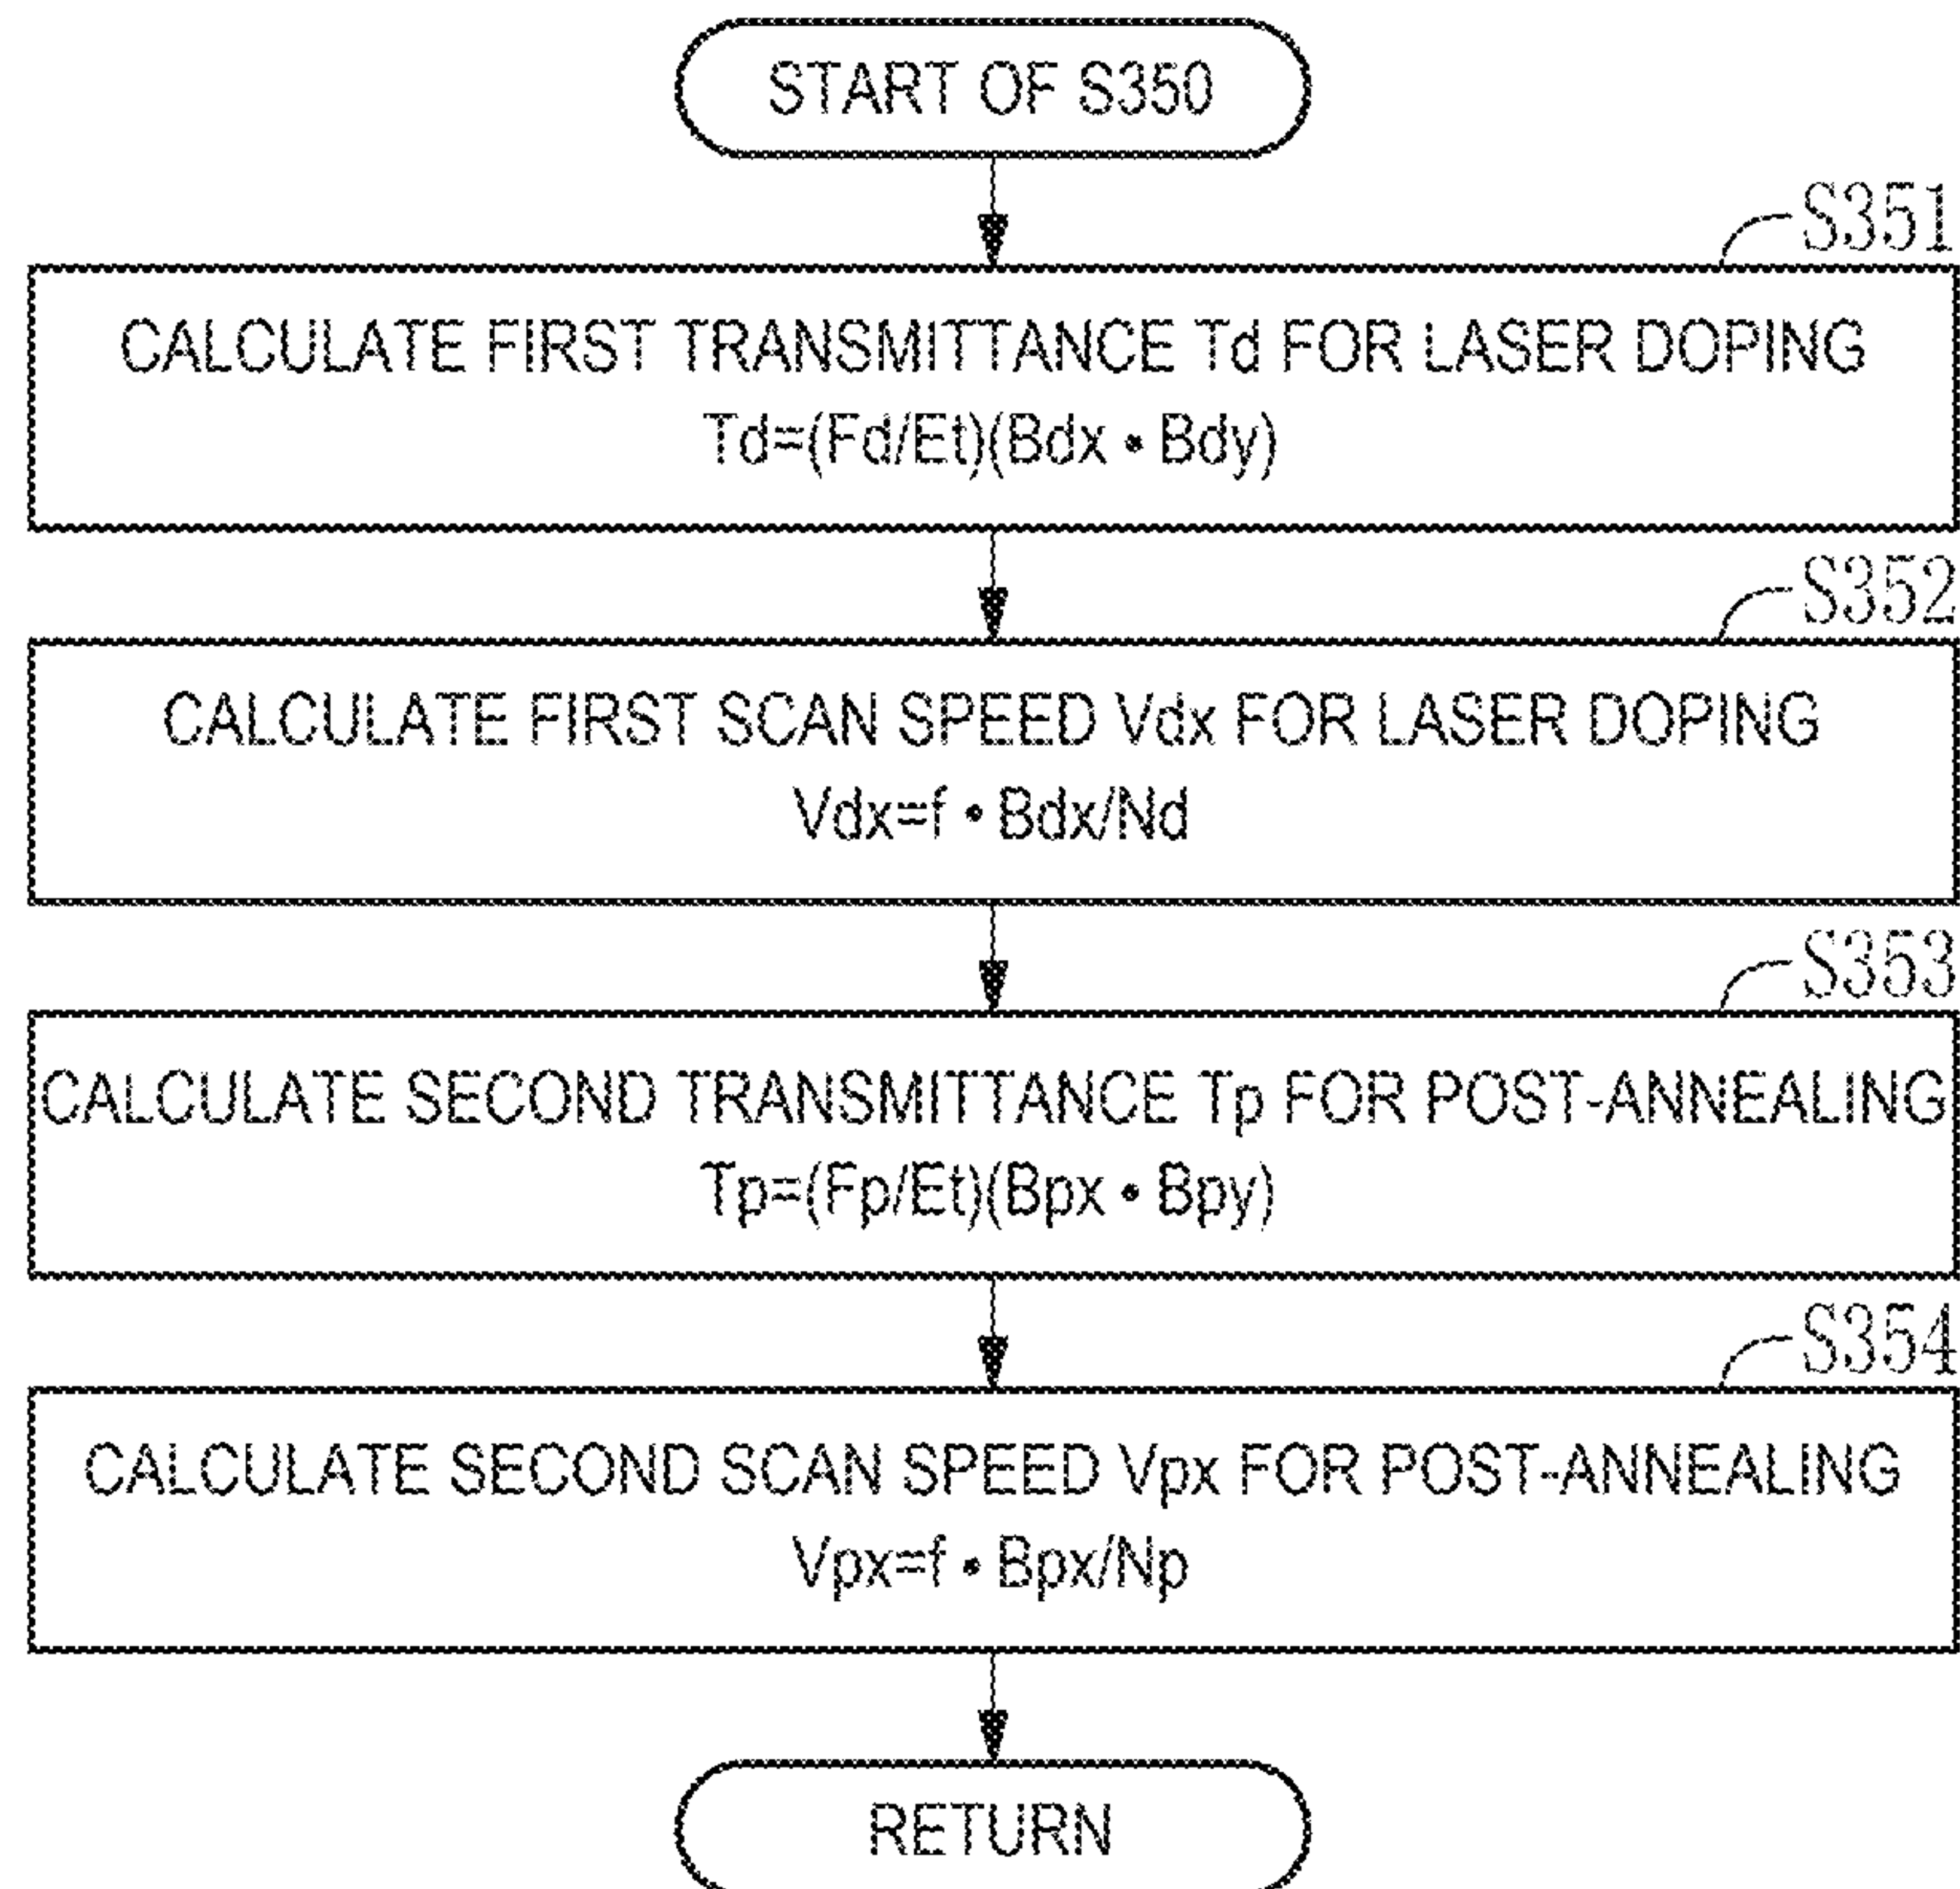 START OF S350
S351
CALCULATE FIRST TRANSMITTANCE Td FOR LASER DOPING
Td=(Fd/Et)(Bdx • Bdy)
S352
CALCULATE FIRST SCAN SPEED Vdx FOR LASER DOPING
Vdx=f • Bdx/Nd
S353
CALCULATE SECOND TRANSMITTANCE Tp FOR POST-ANNEALING
Tp=(Fp/Et)(Bpx • Bpy)
S354
CALCULATE SECOND SCAN SPEED Vpx FOR POST-ANNEALING
Vpx=f • Bpx/Np
RETURN